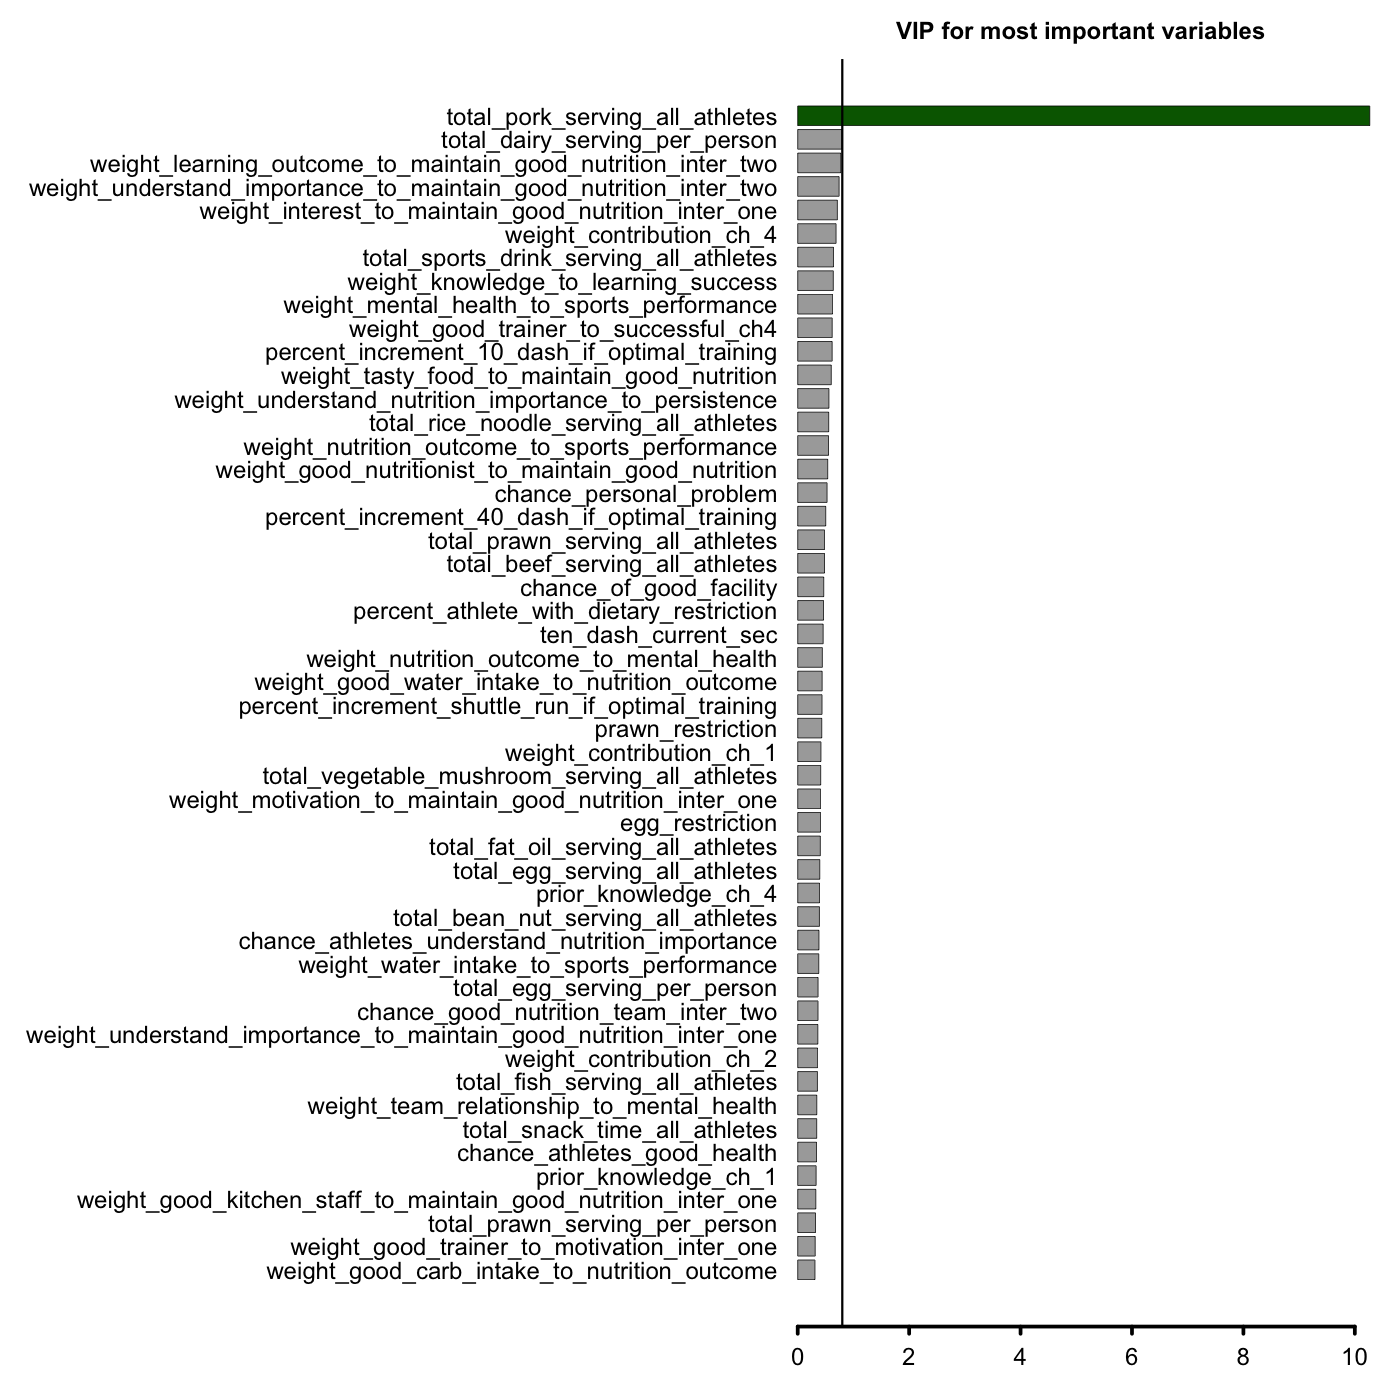 VIP for most important variables
total_pork_serving_all_athletes
total_dairy_serving_per_person
weight_learning_outcome_to_maintain_good_nutrition_inter_two
weight_understand_importance_to_maintain_good_nutrition_inter_two
weight_interest_to_maintain_good_nutrition_inter_one
weight_contribution_ch_4
total_sports_drink_serving_all_athletes
weight_knowledge_to_learning_success
weight_mental_health_to_sports_performance
weight_good_trainer_to_successful_ch4
percent_increment_10_dash_if_optimal_training
weight_tasty_food_to_maintain_good_nutrition
weight_understand_nutrition_importance_to_persistence
total_rice_noodle_serving_all_athletes
weight_nutrition_outcome_to_sports_performance
weight_good_nutritionist_to_maintain_good_nutrition
chance_personal_problem
percent_increment_40_dash_if_optimal_training
total_prawn_serving_all_athletes
total_beef_serving_all_athletes
chance_of_good_facility
percent_athlete_with_dietary_restriction
ten_dash_current_sec
weight_nutrition_outcome_to_mental_health
weight_good_water_intake_to_nutrition_outcome
percent_increment_shuttle_run_if_optimal_training
prawn_restriction
weight_contribution_ch_1
total_vegetable_mushroom_serving_all_athletes
weight_motivation_to_maintain_good_nutrition_inter_one
egg_restriction
total_fat_oil_serving_all_athletes
total_egg_serving_all_athletes
prior_knowledge_ch_4
total_bean_nut_serving_all_athletes
chance_athletes_understand_nutrition_importance
weight_water_intake_to_sports_performance
total_egg_serving_per_person
chance_good_nutrition_team_inter_two
weight_understand_importance_to_maintain_good_nutrition_inter_one
weight_contribution_ch_2
total_fish_serving_all_athletes
weight_team_relationship_to_mental_health
total_snack_time_all_athletes
chance_athletes_good_health
prior_knowledge_ch_1
weight_good_kitchen_staff_to_maintain_good_nutrition_inter_one
total_prawn_serving_per_person
weight_good_trainer_to_motivation_inter_one
weight_good_carb_intake_to_nutrition_outcome
0 2 4 6 8 10